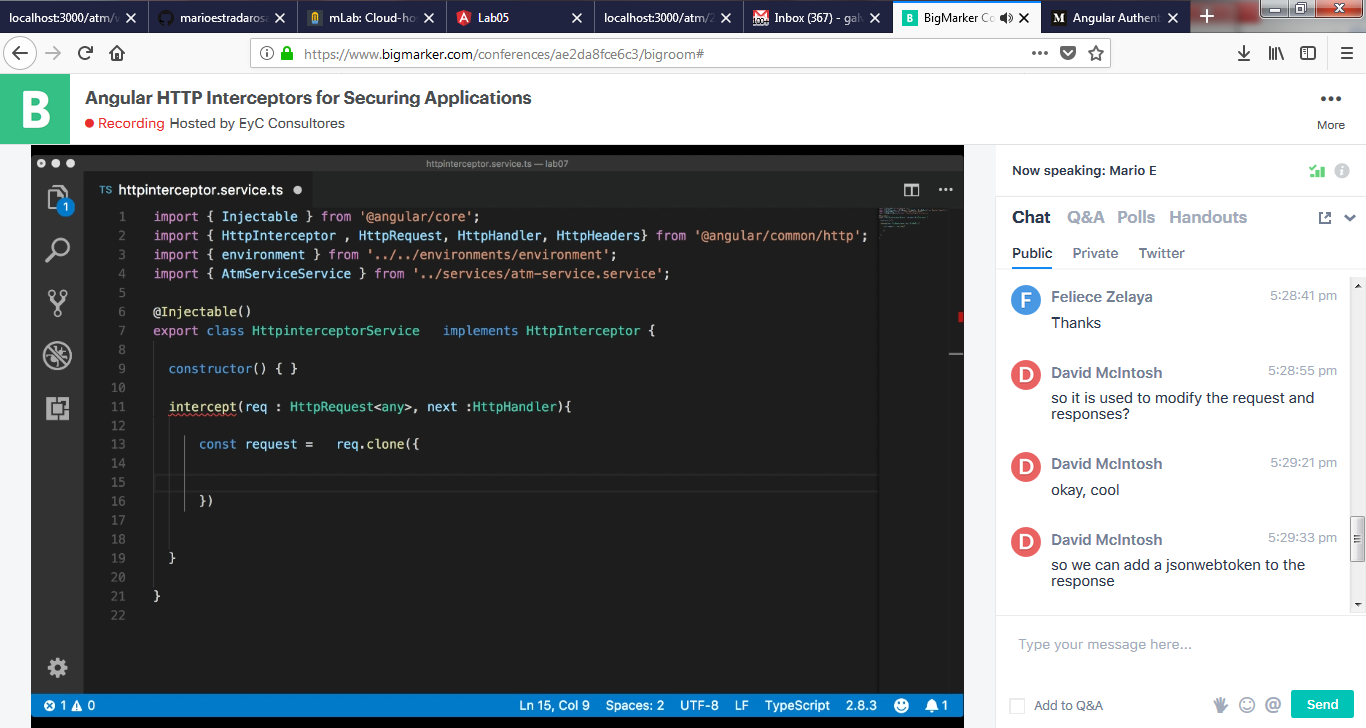 localhost:3000/atm/v
marioestradarosa
mLab: Cloud-hos
Lab05
localhost:3000/atm/2
Inbox (367) - gal
BigMarker Co
Angular Authent
https://www.bigmarker.com/conferences/ae2da8fce6c3/bigroom#
B
Angular HTTP Interceptors for Securing Applications
Recording Hosted by EyC Consultores
More
httpinterceptor.service.ts — lab07
TS httpinterceptor.service.ts
1
1 import { Injectable } from '@angular/core';
2 import { HttpInterceptor , HttpRequest, HttpHandler, HttpHeaders} from '@angular/common/http';
3 import { environment } from '../../environments/environment';
4 import { AtmServiceService } from '../services/atm-service.service';
5
6 @Injectable()
7 export class HttpinterceptorService implements HttpInterceptor {
8
9 constructor() { }
10
11 intercept(req : HttpRequest<any>, next :HttpHandler){
12
13 const request = req.clone({
14
15
16 })
17
18
19 }
20
21 }
22
1 0
Ln 15, Col 9 Spaces: 2 UTF-8 LF TypeScript 2.8.3 1
Now speaking: Mario E
Chat Q&A Polls Handouts
Public Private Twitter
F
Feliece Zelaya 5:28:41 pm
Thanks
D
David McIntosh 5:28:55 pm
so it is used to modify the request and
responses?
D
David McIntosh 5:29:21 pm
okay, cool
D
David McIntosh 5:29:33 pm
so we can add a jsonwebtoken to the
response
Type your message here...
Add to Q&A
Send